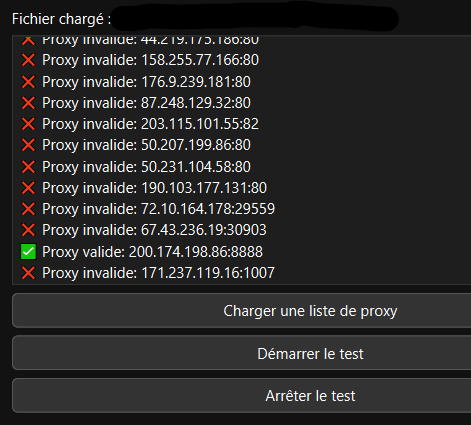 Fichier chargé :
❌ Proxy invalide: 44.219.175.186:80
❌ Proxy invalide: 158.255.77.166:80
❌ Proxy invalide: 176.9.239.181:80
❌ Proxy invalide: 87.248.129.32:80
❌ Proxy invalide: 203.115.101.55:82
❌ Proxy invalide: 50.207.199.86:80
❌ Proxy invalide: 50.231.104.58:80
❌ Proxy invalide: 190.103.177.131:80
❌ Proxy invalide: 72.10.164.178:29559
❌ Proxy invalide: 67.43.236.19:30903
✅ Proxy valide: 200.174.198.86:8888
❌ Proxy invalide: 171.237.119.16:1007
Charger une liste de proxy
Démarrer le test
Arrêter le test